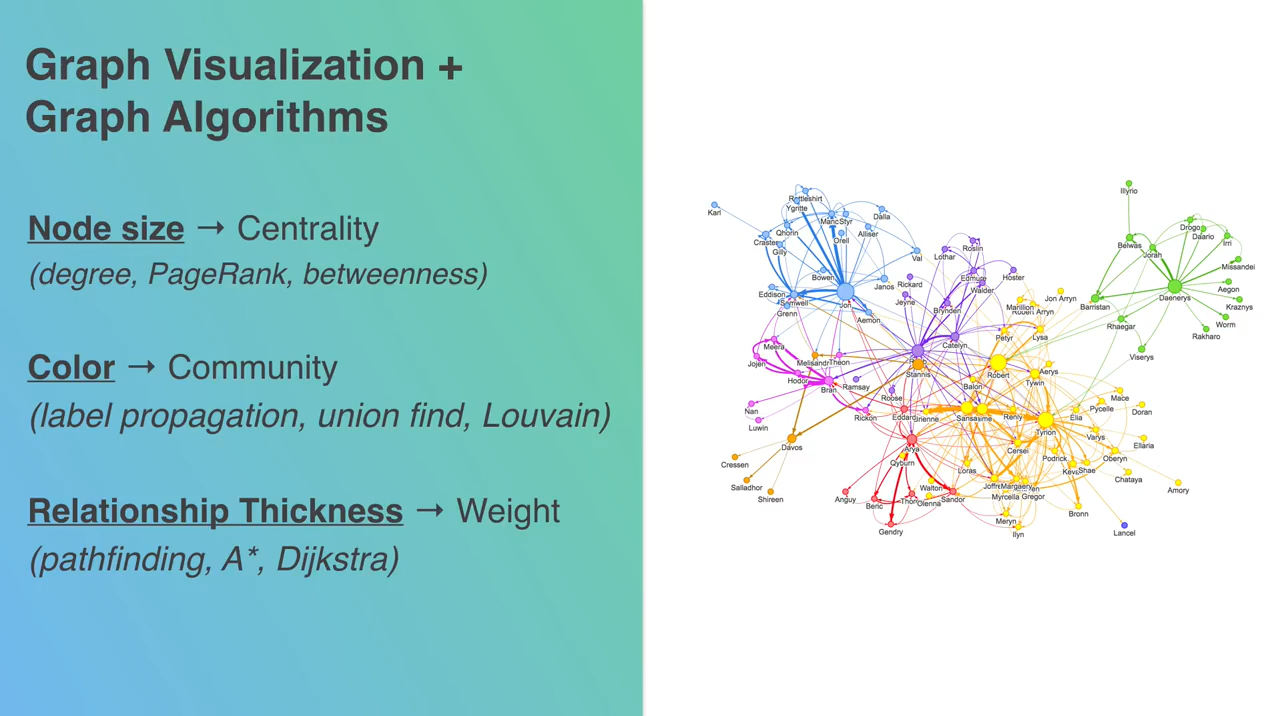 Graph Visualization +
Graph Algorithms
Node size → Centrality
(degree, PageRank, betweenness)
Color → Community
(label propagation, union find, Louvain)
Relationship Thickness → Weight
(pathfinding, A*, Dijkstra)
Illyrio
Karl
Rattleshirt
Ygritte
Dalla
Styr
Drogo
Qhorin
Alliser
Daario
Craster
Orell
Irri
Gilly
Roslin
Belwas
Lothar
Jorah
Val
Missandei
Bowen
Rickard
Edmure
Hoster
Janos
Walder
Aegon
Eddison
Samwell
Jon
Jeyne
Jon Arryn
Daenerys
Grenn
Brynden
Marillion
Robert Arryn
Barristan
Kraznys
Aemon
Worm
Rhaegar
Petyr
Lysa
Rakharo
Meera
Catelyn
Jojen
Melisandre
Theon
Viserys
Stannis
Robert
Aerys
Hodor
Bran
Ramsay
Balon
Tywin
Roose
Mace
Nan
Rickon
Eddard
Brienne
Sansa
Renly
Elia
Pycelle
Doran
Luwin
Tyrion
Davos
Arya
Cersei
Varys
Ellaria
Cressen
Qyburn
Loras
Podrick
Oberyn
Shae
Chataya
Salladhor
Walton
Joffrey
Margaery
Amory
Shireen
Anguy
Beric
Sandor
Myrcella
Gregor
Olenna
Bronn
Gendry
Meryn
Ilyn
Lancel